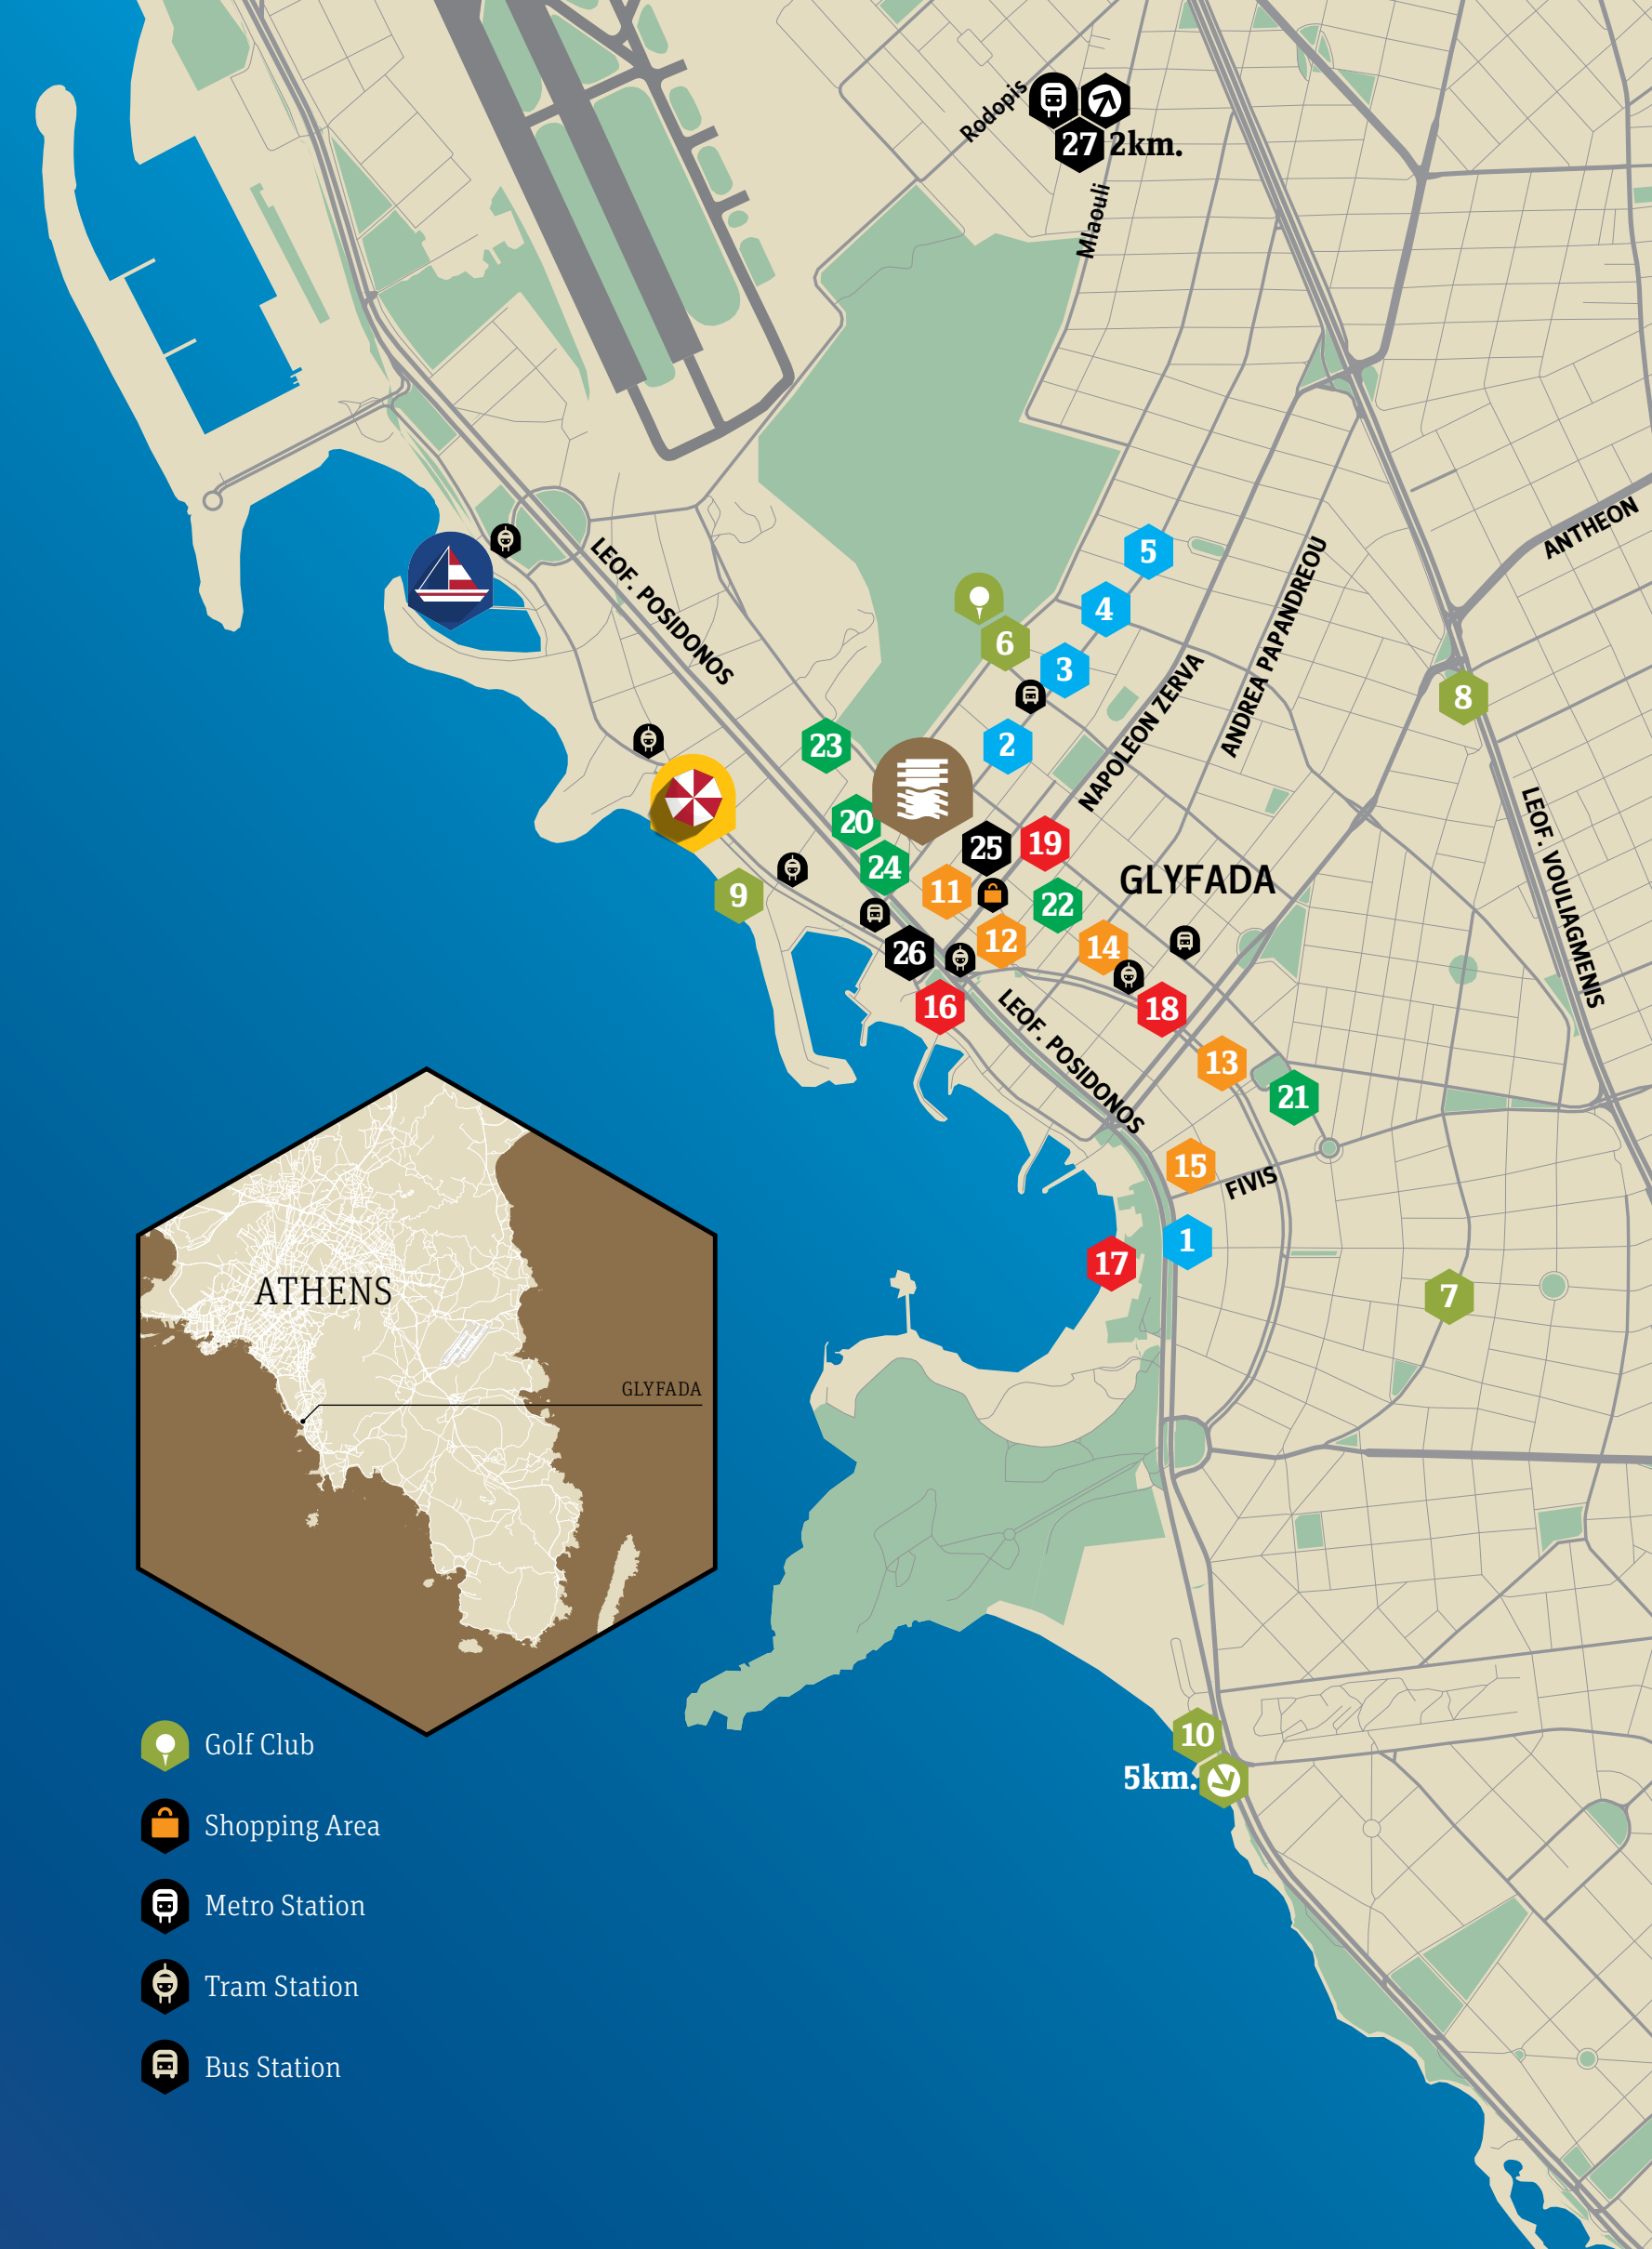 Rodopis
27 2km.
Miaouli
LEOF. POSIDONOS
ANTHEON
5
4
6
3
8
23
2
NAPOLEON ZERVA
ANDREA PAPANDREOU
LEOF. VOULIAGMENIS
20
25
19
24
GLYFADA
9
11
22
12
14
26
16
18
LEOF. POSIDONOS
13
21
15
FIVIS
1
17
7
ATHENS
GLYFADA
10
5km.
Golf Club
Shopping Area
Metro Station
Tram Station
Bus Station